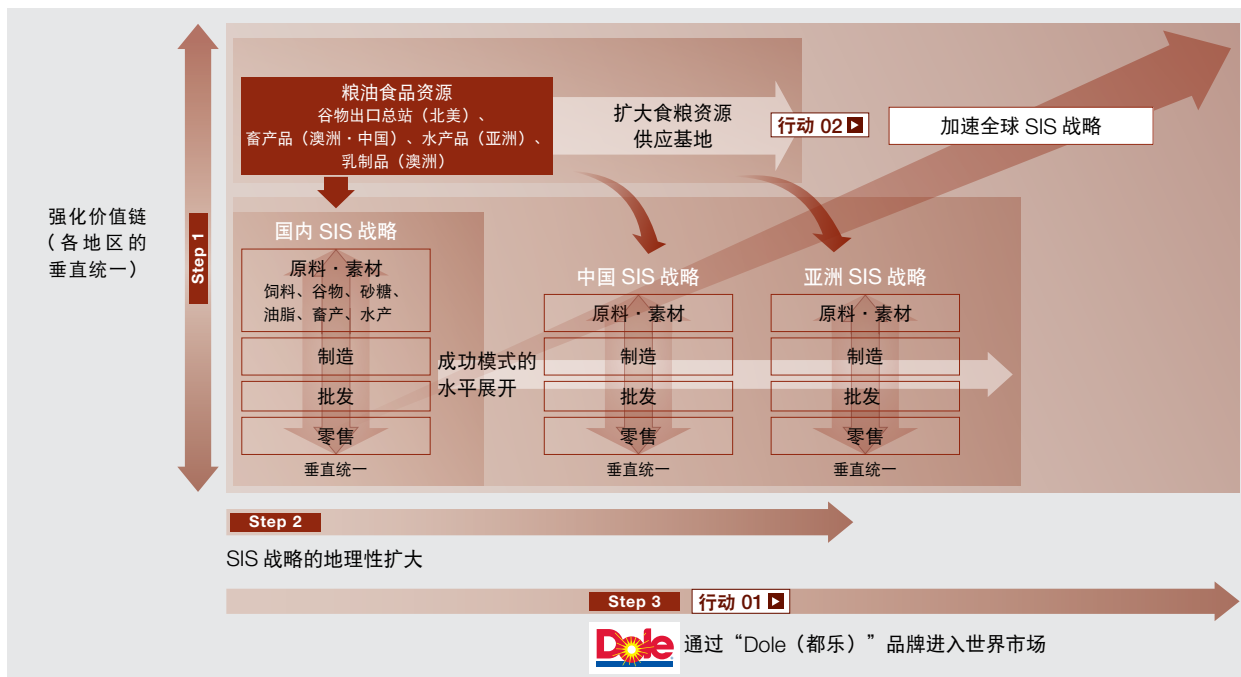 粮油食品资源
谷物出口总站（北美）、
畜产品（澳洲・中国）、水产品（亚洲）、
乳制品（澳洲）
扩大食粮资源
供应基地
行动 02
加速全球 SIS 战略
强化价值链
（各地区的
垂直统一）
Step 1
国内 SIS 战略
原料・素材
饲料、谷物、砂糖、
油脂、畜产、水产
制造
批发
零售
垂直统一
成功模式的
水平展开
中国 SIS 战略
原料・素材
制造
批发
零售
垂直统一
亚洲 SIS 战略
原料・素材
制造
批发
零售
垂直统一
Step 2
SIS 战略的地理性扩大
Step 3
行动 01
Dole
通过“Dole（都乐）”品牌进入世界市场